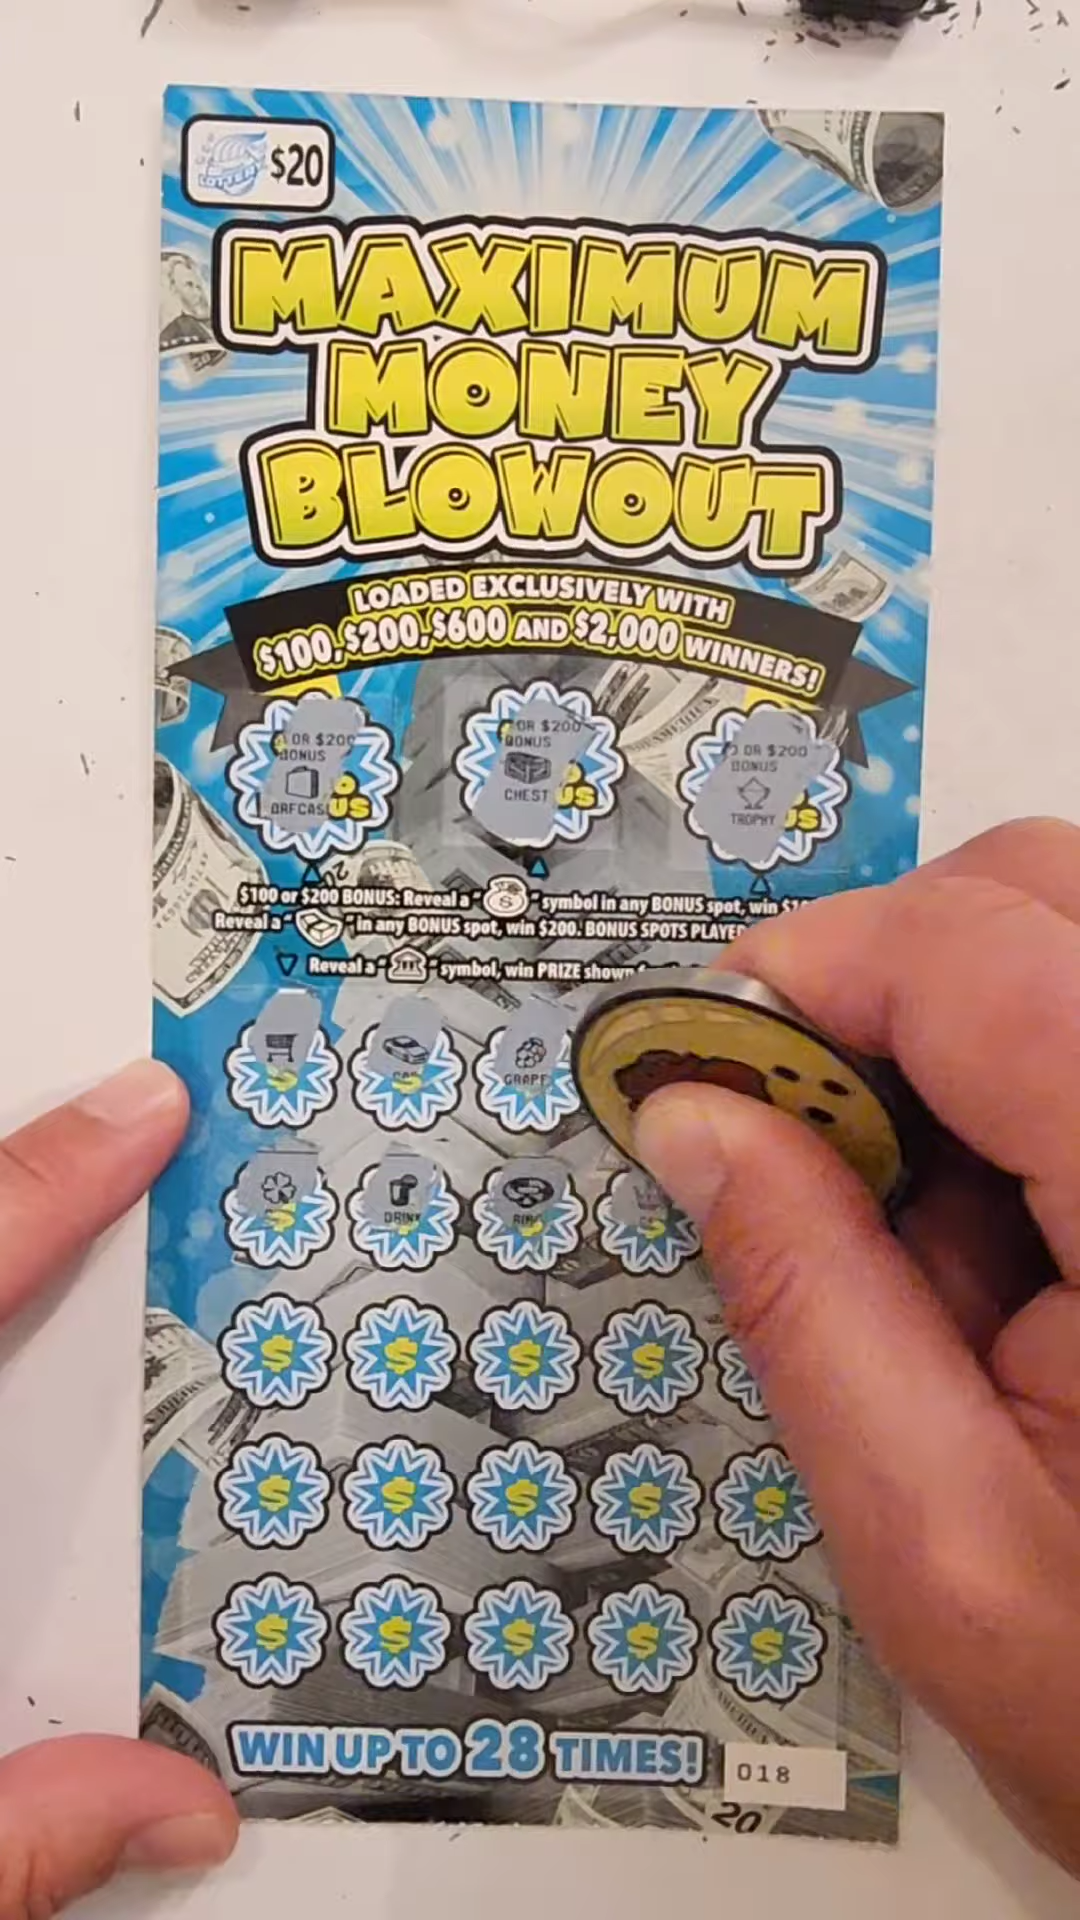 LOTTERY $20
MAXIMUM
MONEY
BLOWOUT
LOADED EXCLUSIVELY WITH
$100, $200, $600 AND $2,000 WINNERS!
OR $200
BONUS
OR $200
BONUS
CHEST
OR $200
BONUS
TROPHY
$100 or $200 BONUS: Reveal a " " symbol in any BONUS spot, win
Reveal a " " in any BONUS spot, win $200. BONUS SPOTS PLAYED
Reveal a " " symbol, win PRIZE shown
GRAPE
DRINK
WIN UP TO 28 TIMES!
018
20